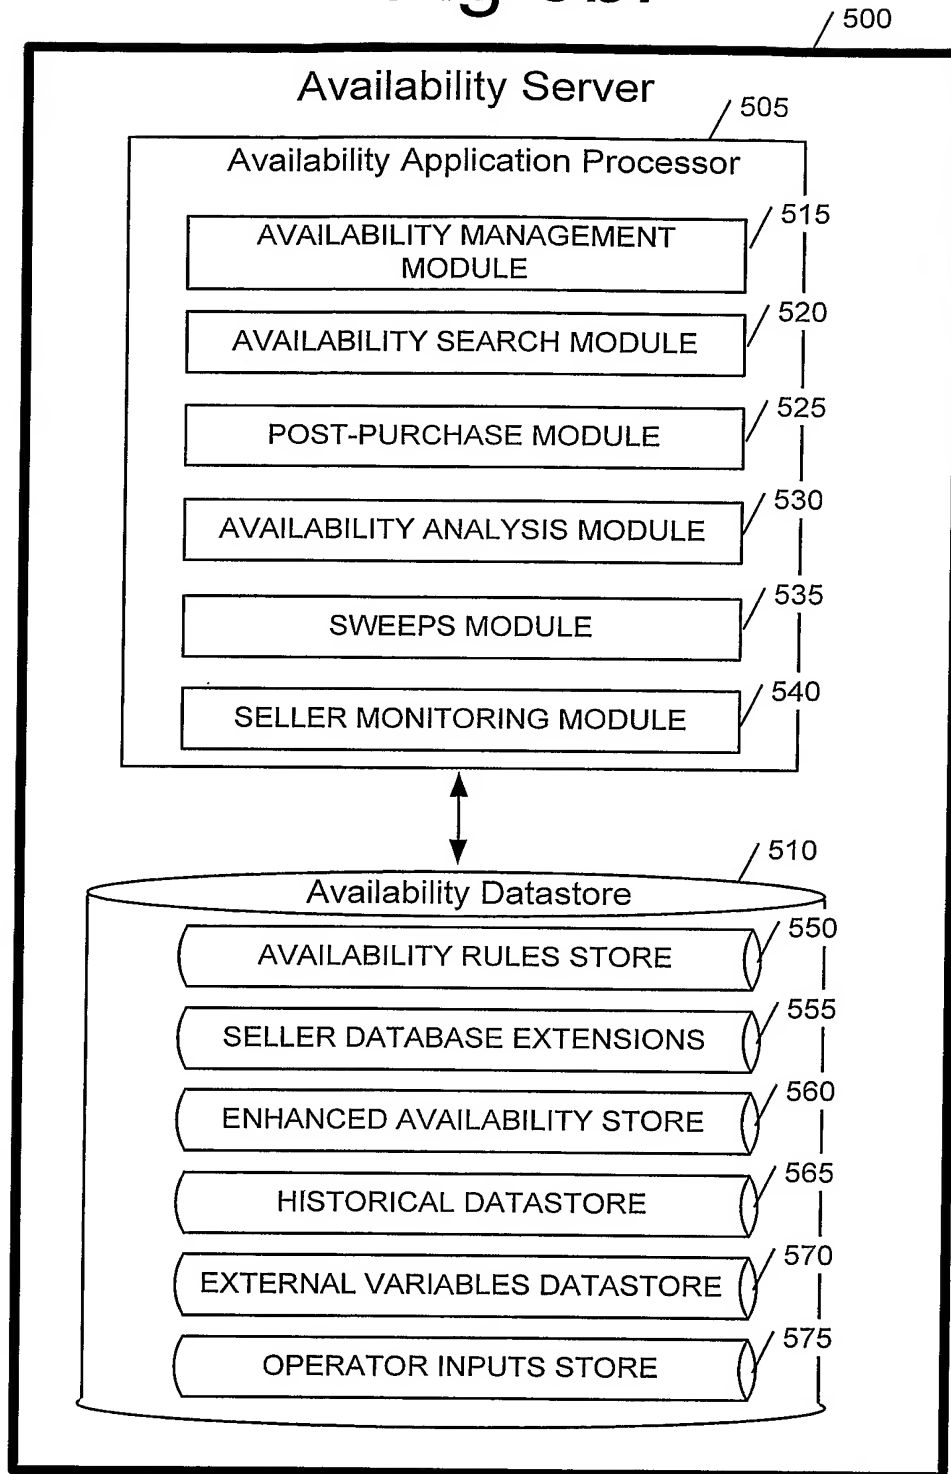 500
Availability Server
505
Availability Application Processor
515
AVAILABILITY MANAGEMENT
MODULE
520
AVAILABILITY SEARCH MODULE
525
POST-PURCHASE MODULE
530
AVAILABILITY ANALYSIS MODULE
535
SWEEPS MODULE
540
SELLER MONITORING MODULE
510
Availability Datastore
550
AVAILABILITY RULES STORE
555
SELLER DATABASE EXTENSIONS
560
ENHANCED AVAILABILITY STORE
565
HISTORICAL DATASTORE
570
EXTERNAL VARIABLES DATASTORE
575
OPERATOR INPUTS STORE